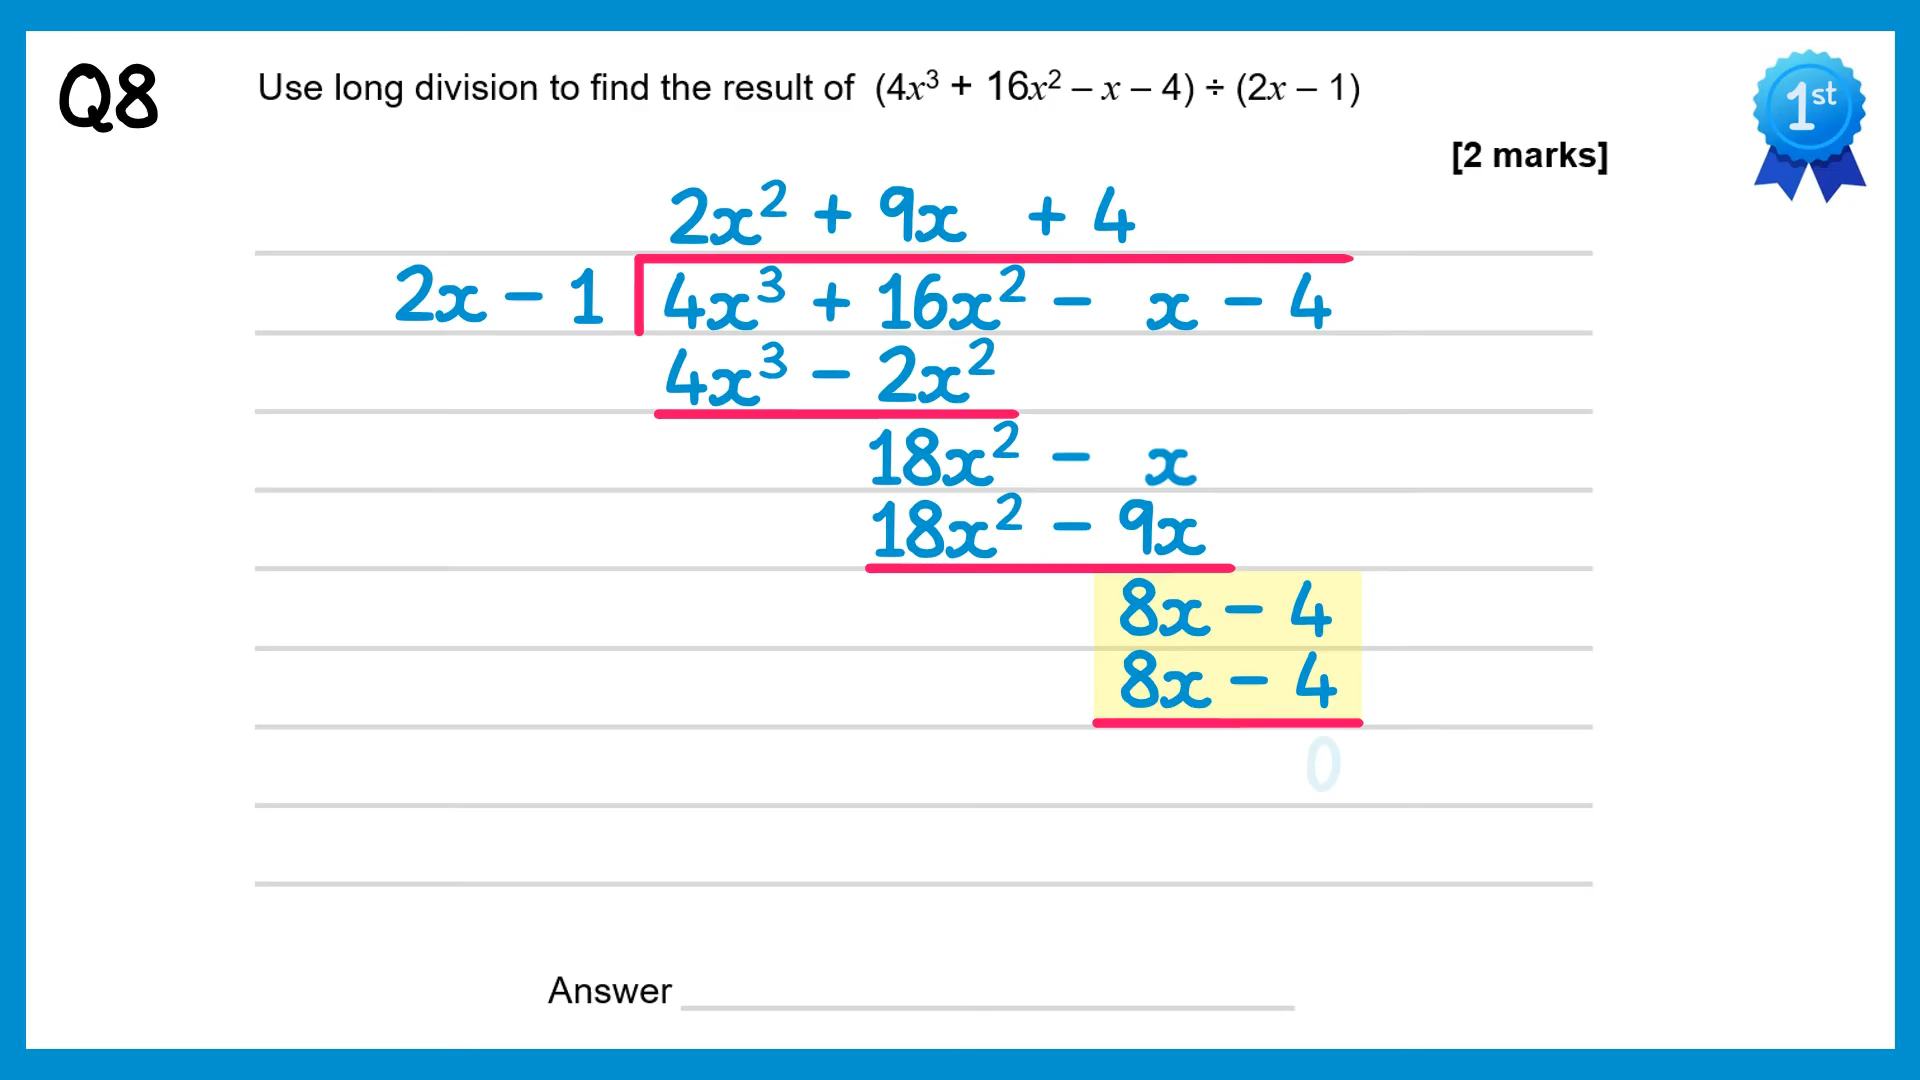 Q8
Use long division to find the result of (4x³ + 16x² – x – 4) ÷ (2x – 1)
1st
[2 marks]
2x² + 9x + 4
2x – 1 4x³ + 16x² – x – 4
4x³ – 2x²
18x² – x
18x² – 9x
8x – 4
8x – 4
0
Answer